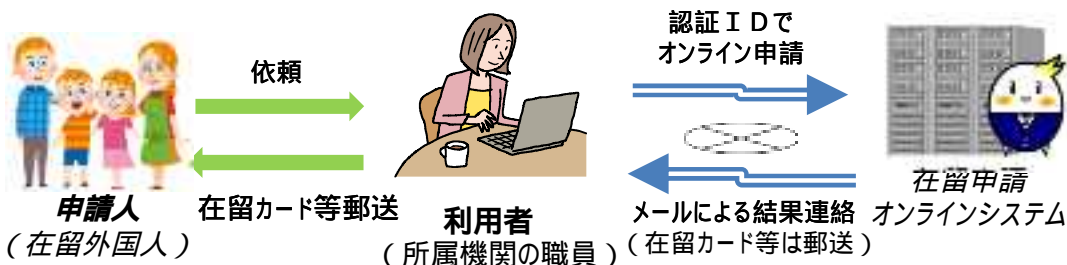 認証ＩＤで
オンライン申請
依頼
在留カード等郵送
申請人
（在留外国人）
利用者
（所属機関の職員）
メールによる結果連絡
（在留カード等は郵送）
在留申請
オンラインシステム